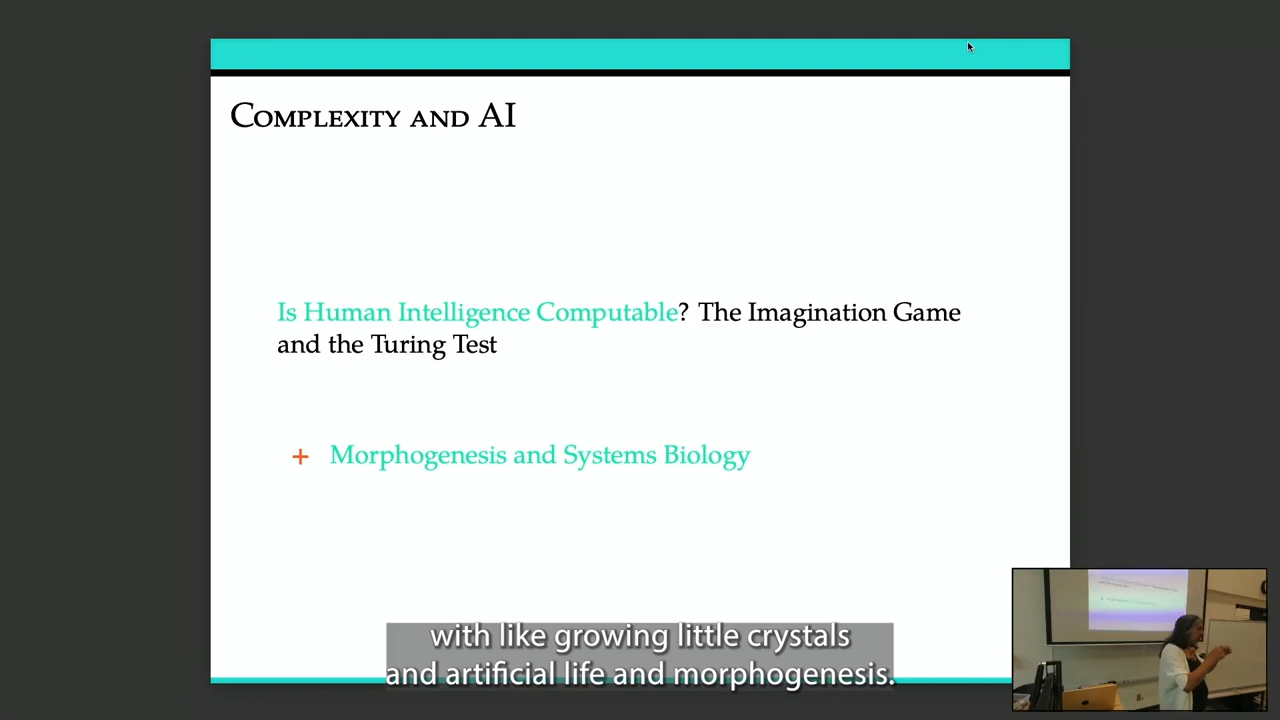 Complexity and AI
Is Human Intelligence Computable? The Imagination Game
and the Turing Test
+ Morphogenesis and Systems Biology
with like growing little crystals
and artificial life and morphogenesis.